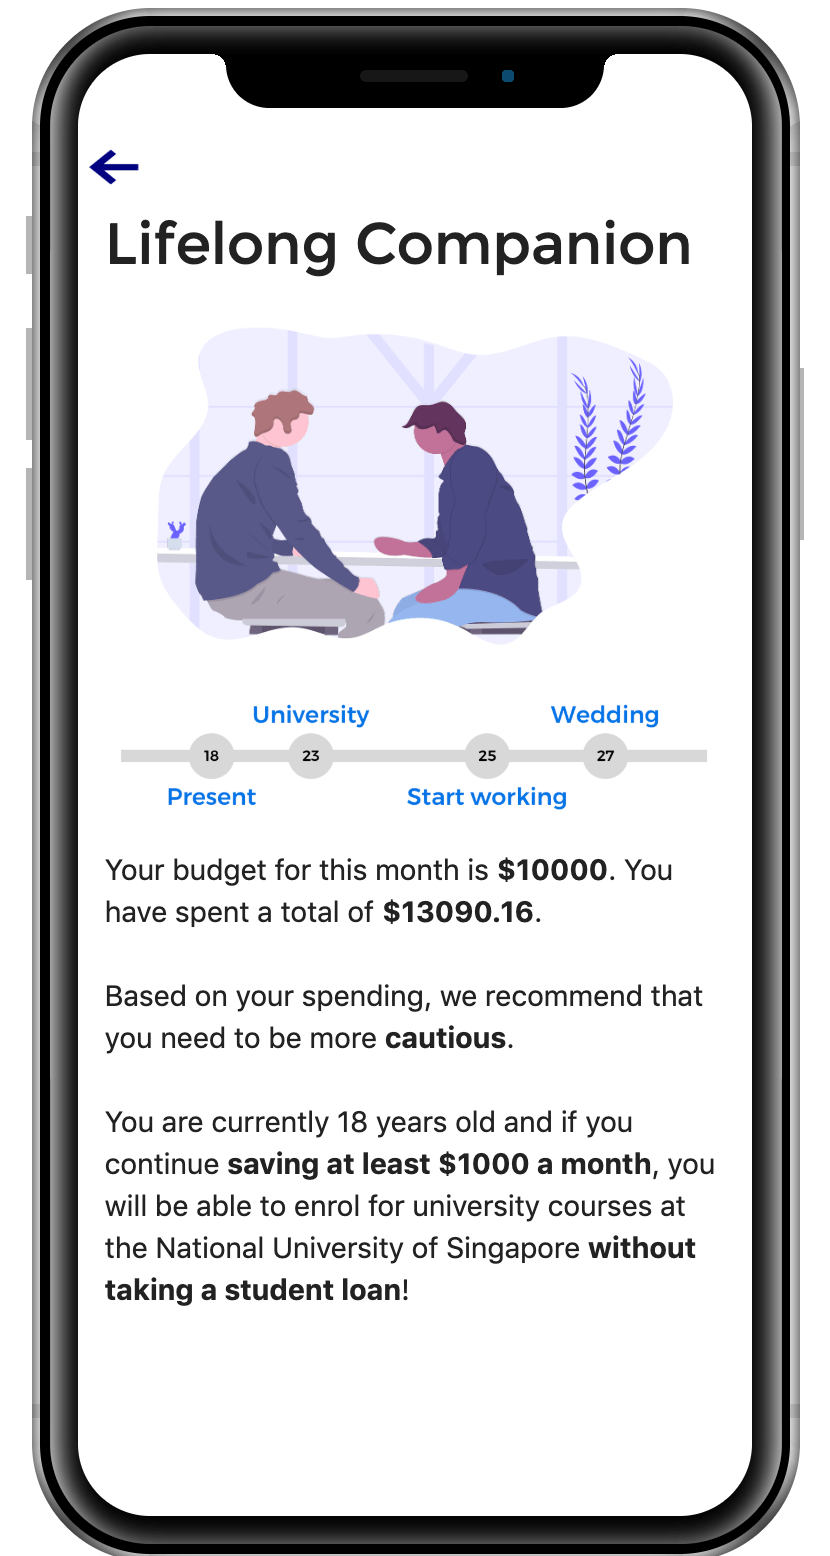 Lifelong Companion
University Wedding
18 23 25 27
Present Start working
Your budget for this month is $10000. You
have spent a total of $13090.16.
Based on your spending, we recommend that
you need to be more cautious.
You are currently 18 years old and if you
continue saving at least $1000 a month, you
will be able to enrol for university courses at
the National University of Singapore without
taking a student loan!